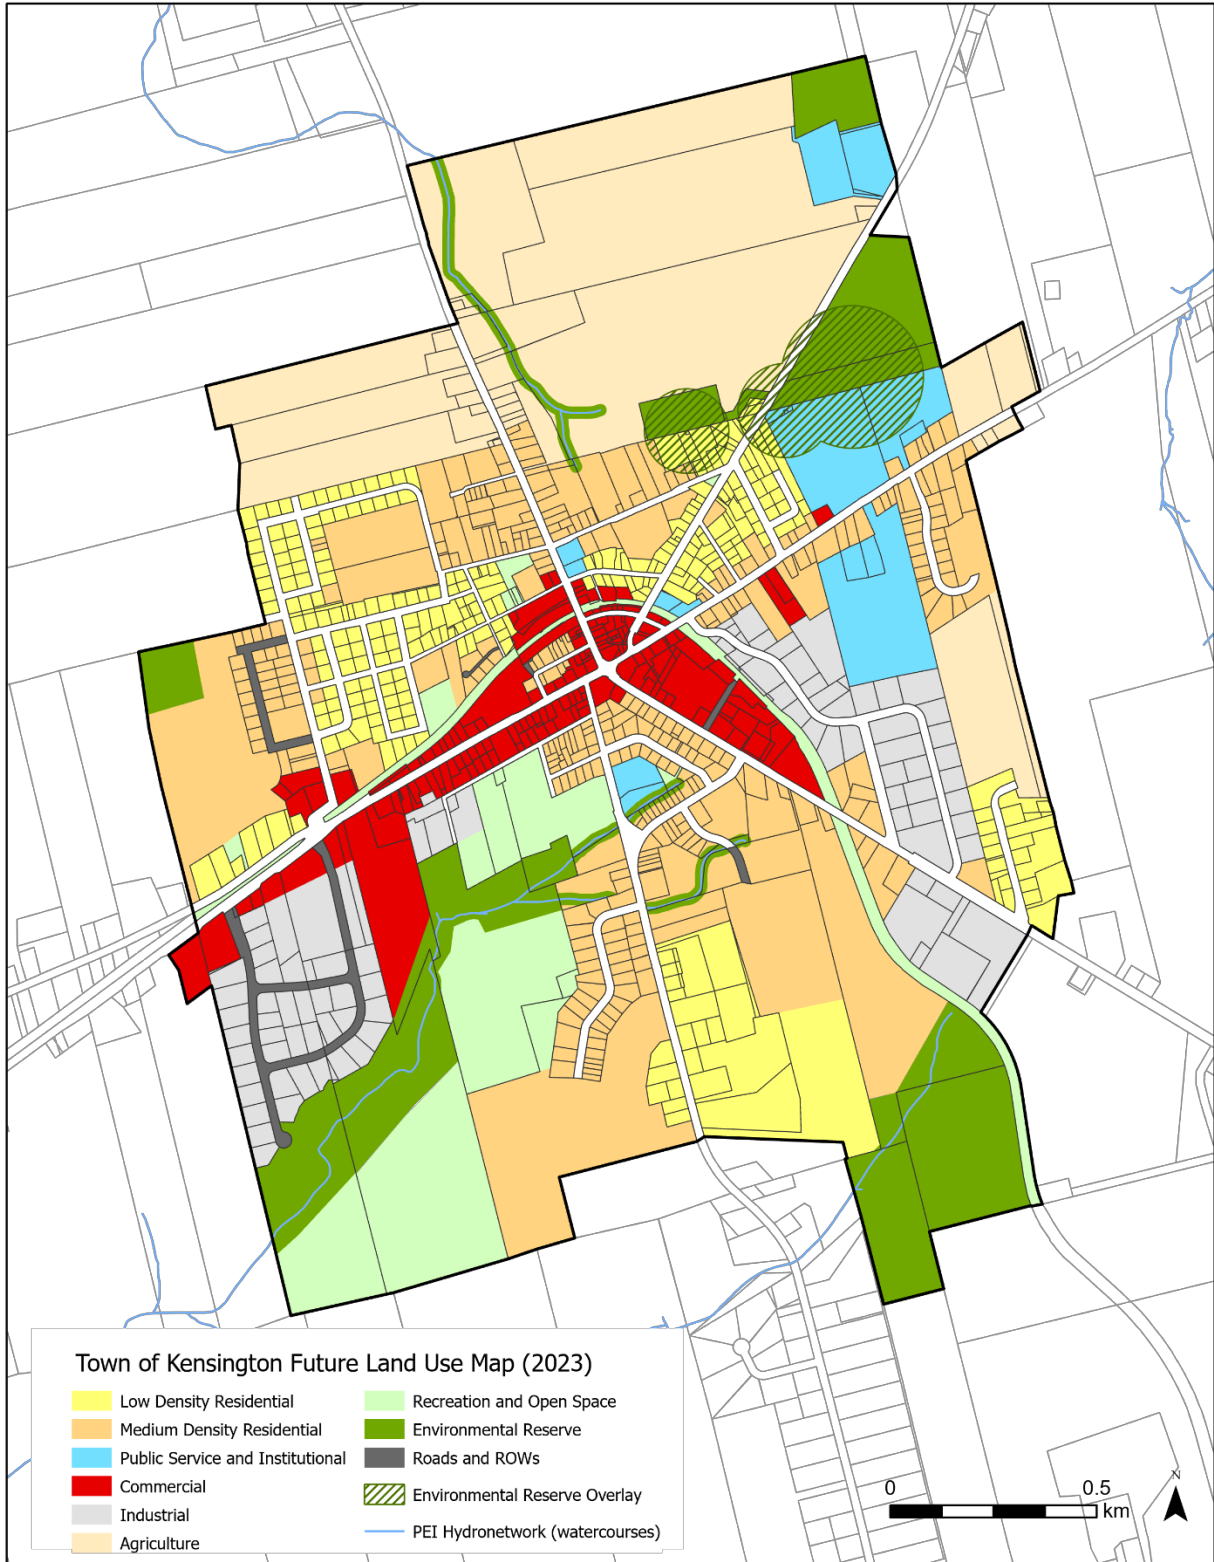 Town of Kensington Future Land Use Map (2023)
Low Density Residential
Medium Density Residential
Public Service and Institutional
Commercial
Industrial
Agriculture
Recreation and Open Space
Environmental Reserve
Roads and ROWs
Environmental Reserve Overlay
PEI Hydronetwork (watercourses)
0 0.5
km
N